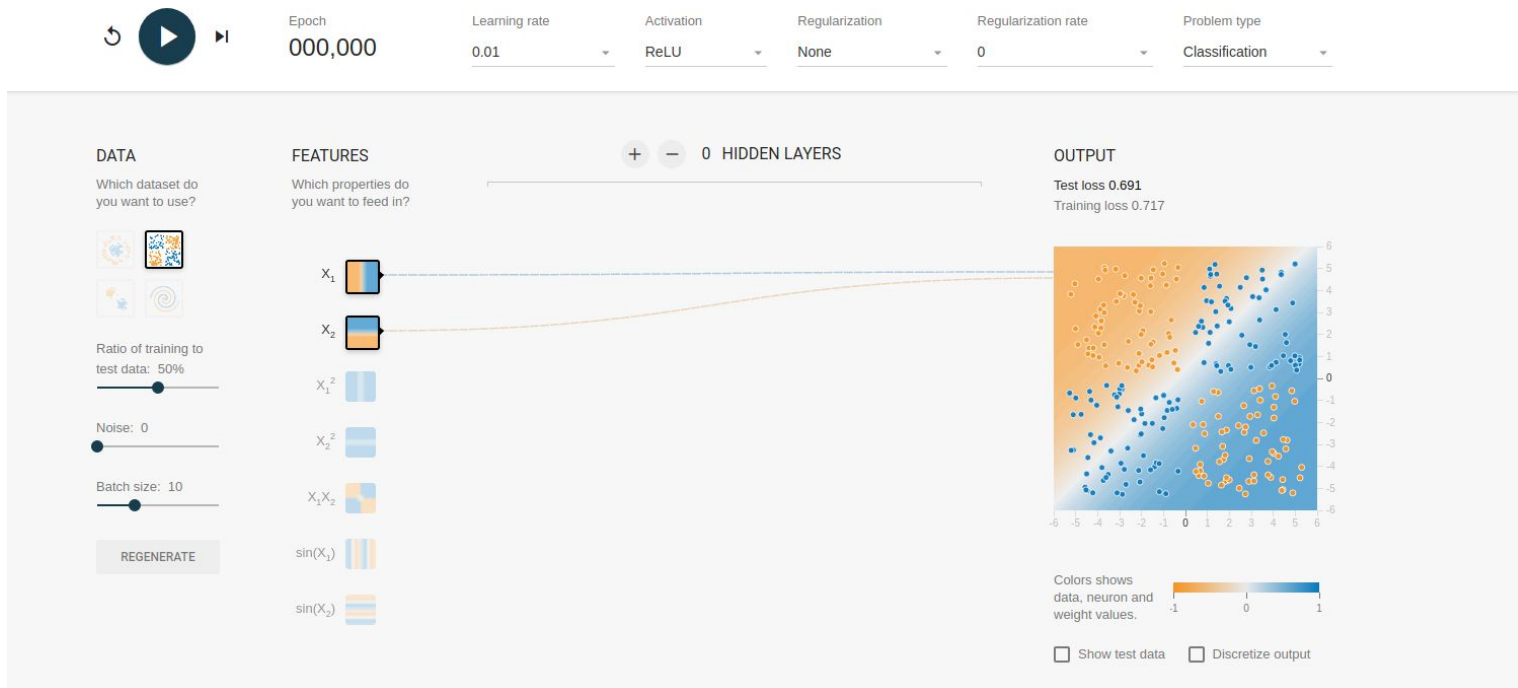 Epoch
000,000
Learning rate
0.01
Activation
ReLU
Regularization
None
Regularization rate
0
Problem type
Classification
DATA
Which dataset do
you want to use?
Ratio of training to
test data: 50%
Noise: 0
Batch size: 10
REGENERATE
FEATURES
Which properties do
you want to feed in?
X₁
X₂
X₁²
X₂²
X₁X₂
sin(X₁)
sin(X₂)
+ − 0 HIDDEN LAYERS
OUTPUT
Test loss 0.691
Training loss 0.717
6
5
4
3
2
1
0
-1
-2
-3
-4
-5
-6
-6 -5 -4 -3 -2 -1 0 1 2 3 4 5 6
Colors shows
data, neuron and
weight values.
-1 0 1
Show test data
Discretize output